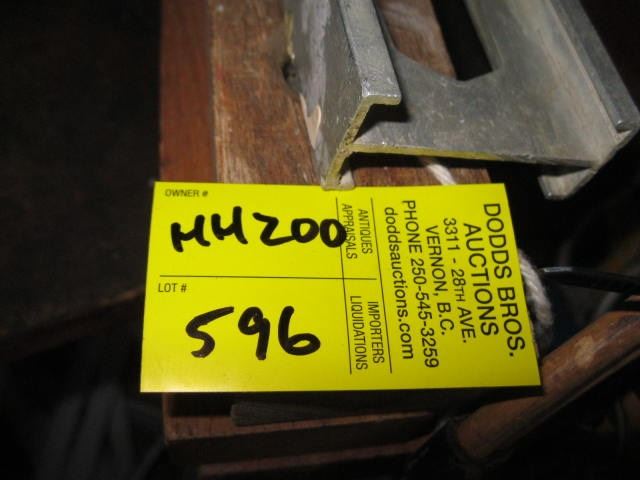 OWNER #
HH200
LOT #
596
ANTIQUES
APPRAISALS
IMPORTERS
LIQUIDATIONS
DODDS BROS.
AUCTIONS
3311 - 28TH AVE.
VERNON, B.C.
PHONE 250-545-3259
doddsauctions.com